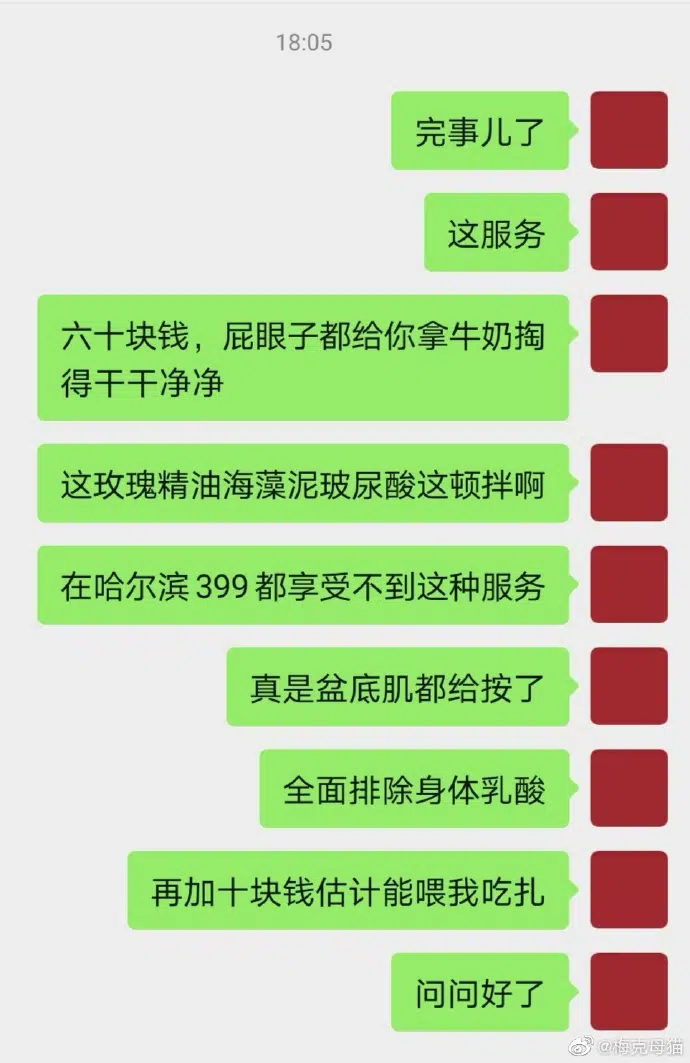 18:05
完事儿了
这服务
六十块钱，屁眼子都给你拿牛奶掏
得干干净净
这玫瑰精油海藻泥玻尿酸这顿拌啊
在哈尔滨399都享受不到这种服务
真是盆底肌都给按了
全面排除身体乳酸
再加十块钱估计能喂我吃扎
问问好了
@梅克母猫